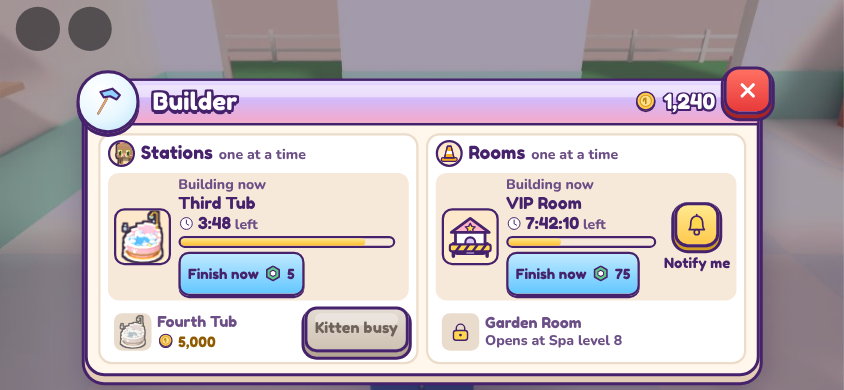 Builder
1,240
Stations one at a time
Building now
Third Tub
3:48 left
Finish now 5
Fourth Tub
5,000
Kitten busy
Rooms one at a time
Building now
VIP Room
7:42:10 left
Finish now 75
Notify me
Garden Room
Opens at Spa level 8